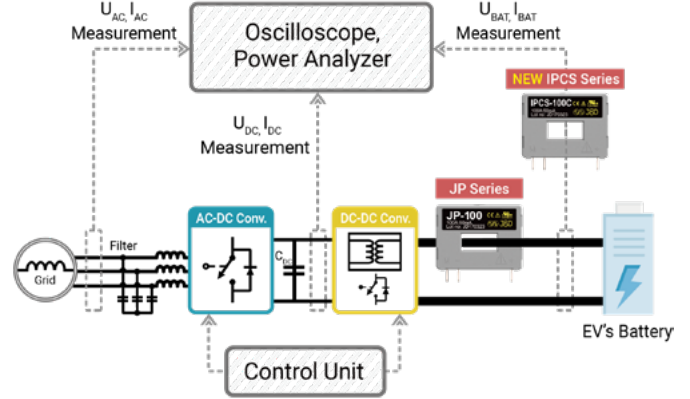 U_AC, I_AC
Measurement
Oscilloscope,
Power Analyzer
U_BAT, I_BAT
Measurement
NEW IPCS Series
IPCS-100C
U_DC, I_DC
Measurement
JP Series
JP-100
AC-DC Conv.
DC-DC Conv.
Filter
C_DC
Grid
EV's Battery
Control Unit